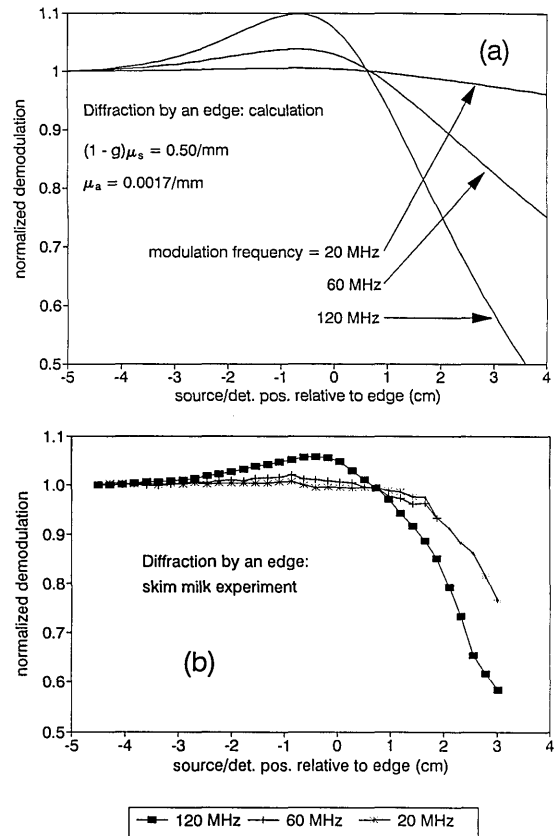 1.1
(a)
1
0.9
0.8
0.7
0.6
0.5
normalized demodulation
Diffraction by an edge: calculation
(1 - g)μs = 0.50/mm
μa = 0.0017/mm
modulation frequency = 20 MHz
60 MHz
120 MHz
-5 -4 -3 -2 -1 0 1 2 3 4
source/det. pos. relative to edge (cm)
1.1
1.0
0.9
0.8
0.7
0.6
0.5
normalized demodulation
Diffraction by an edge:
skim milk experiment
(b)
-5 -4 -3 -2 -1 0 1 2 3 4
source/det. pos. relative to edge (cm)
120 MHz 60 MHz 20 MHz